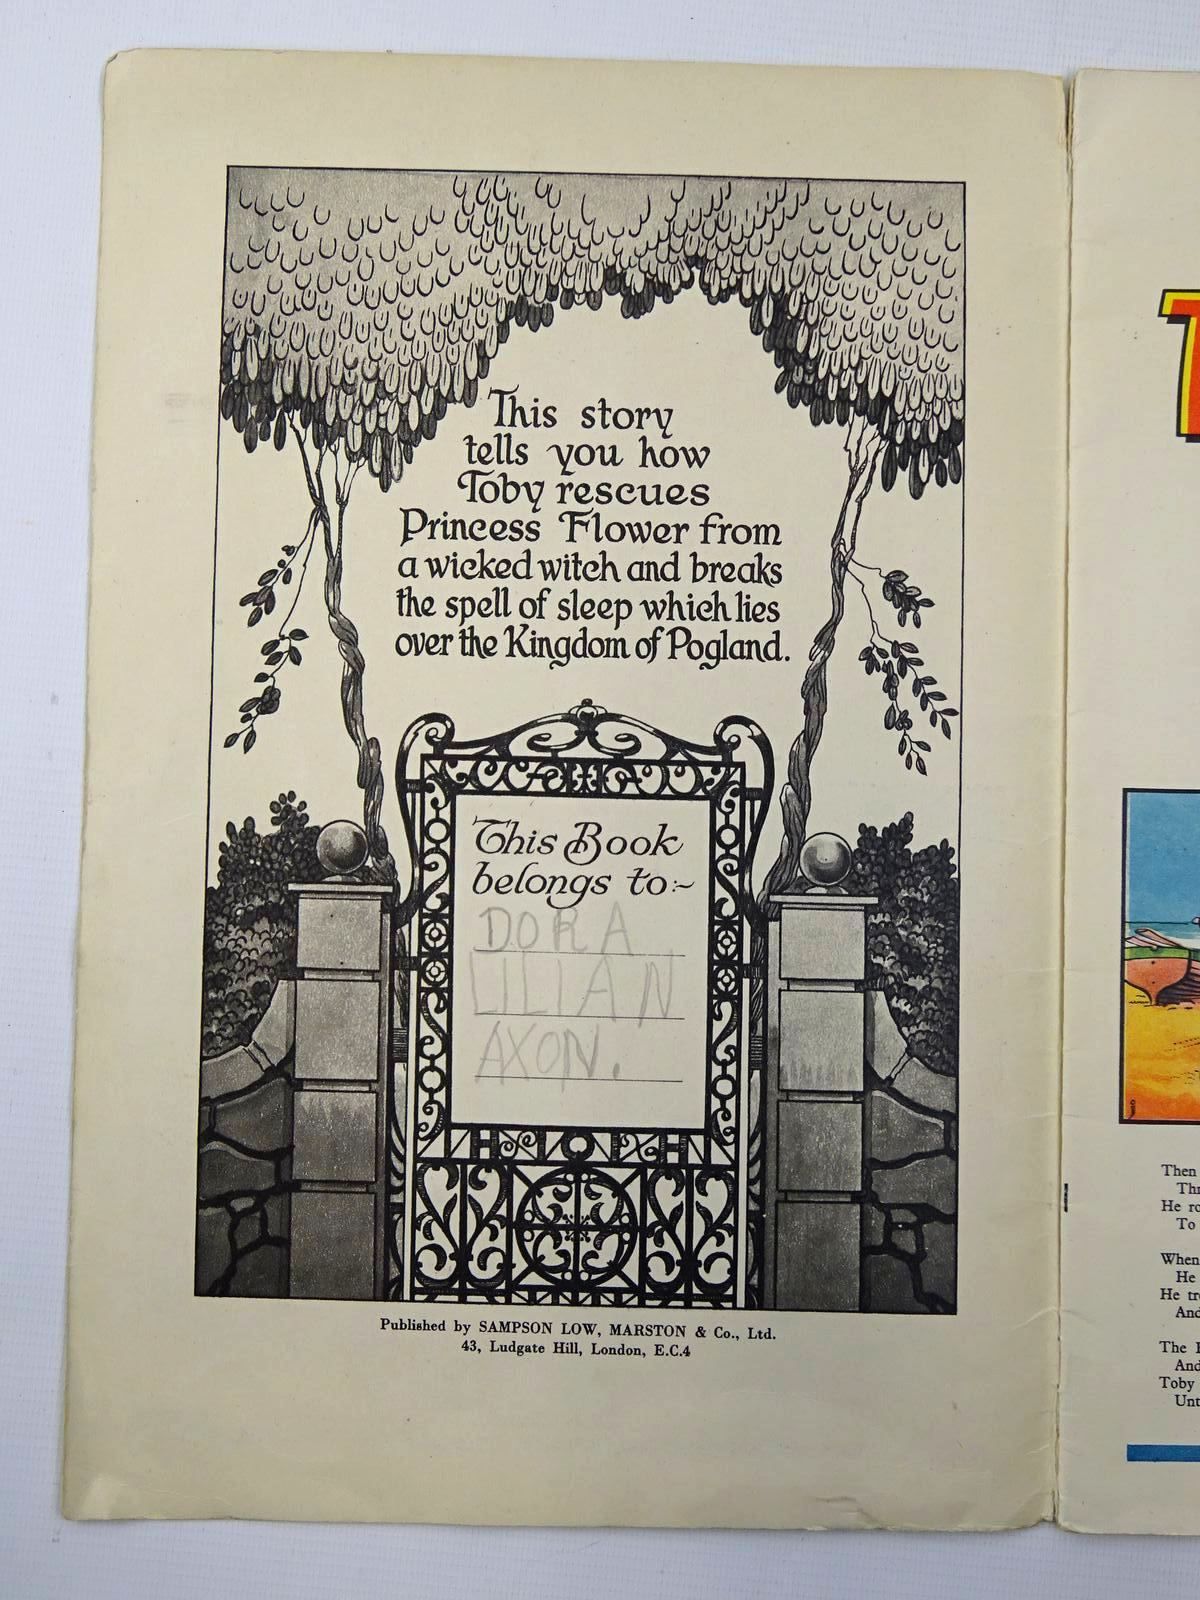 This story
tells you how
Toby rescues
Princess Flower from
a wicked witch and breaks
the spell of sleep which lies
over the Kingdom of Pogland.
This Book
belongs to:~
DORA
LILIAN
AXON.
Published by SAMPSON LOW, MARSTON & Co., Ltd.
43, Ludgate Hill, London, E.C.4
T
Then
He
To
When
He
He
And
The
And
Toby